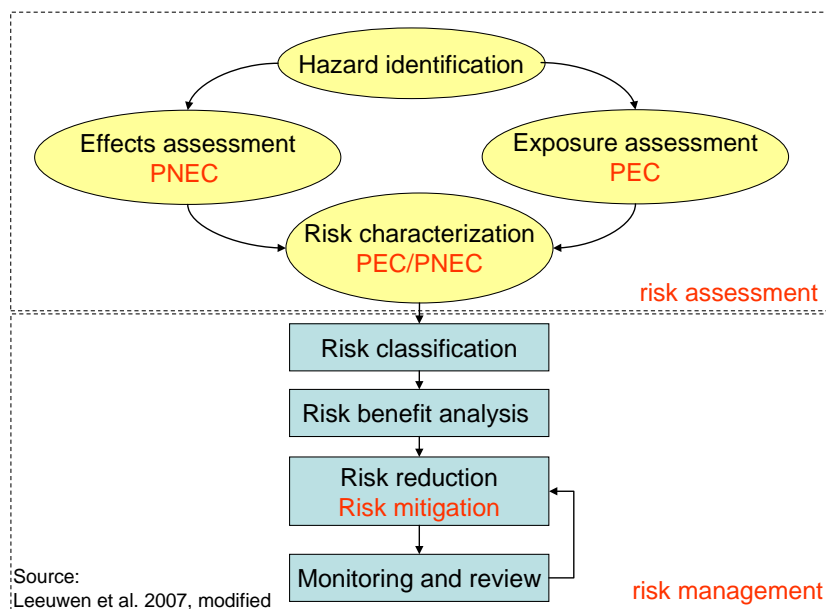 Hazard identification
Effects assessment
PNEC
Exposure assessment
PEC
Risk characterization
PEC/PNEC
risk assessment
Risk classification
Risk benefit analysis
Risk reduction
Risk mitigation
Monitoring and review
Source:
Leeuwen et al. 2007, modified
risk management